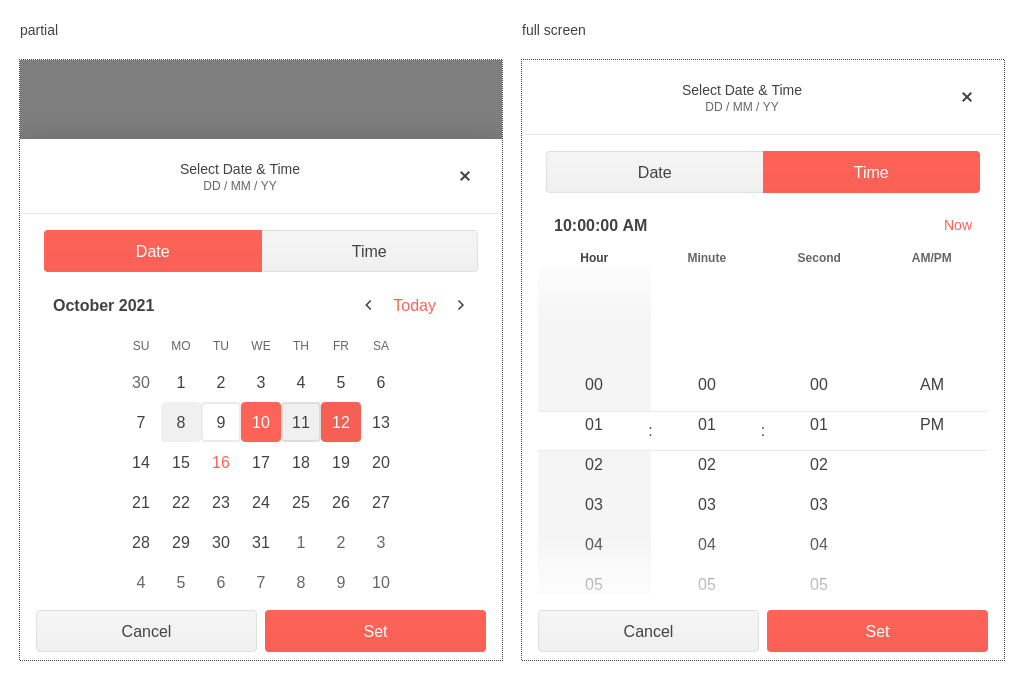 partial
Select Date & Time
DD / MM / YY
Date Time
October 2021 Today
SU MO TU WE TH FR SA
30 1 2 3 4 5 6
7 8 9 10 11 12 13
14 15 16 17 18 19 20
21 22 23 24 25 26 27
28 29 30 31 1 2 3
4 5 6 7 8 9 10
Cancel Set
full screen
Select Date & Time
DD / MM / YY
Date Time
10:00:00 AM Now
Hour Minute Second AM/PM
00 00 00 AM
01 : 01 : 01 PM
02 02 02
03 03 03
04 04 04
05 05 05
Cancel Set